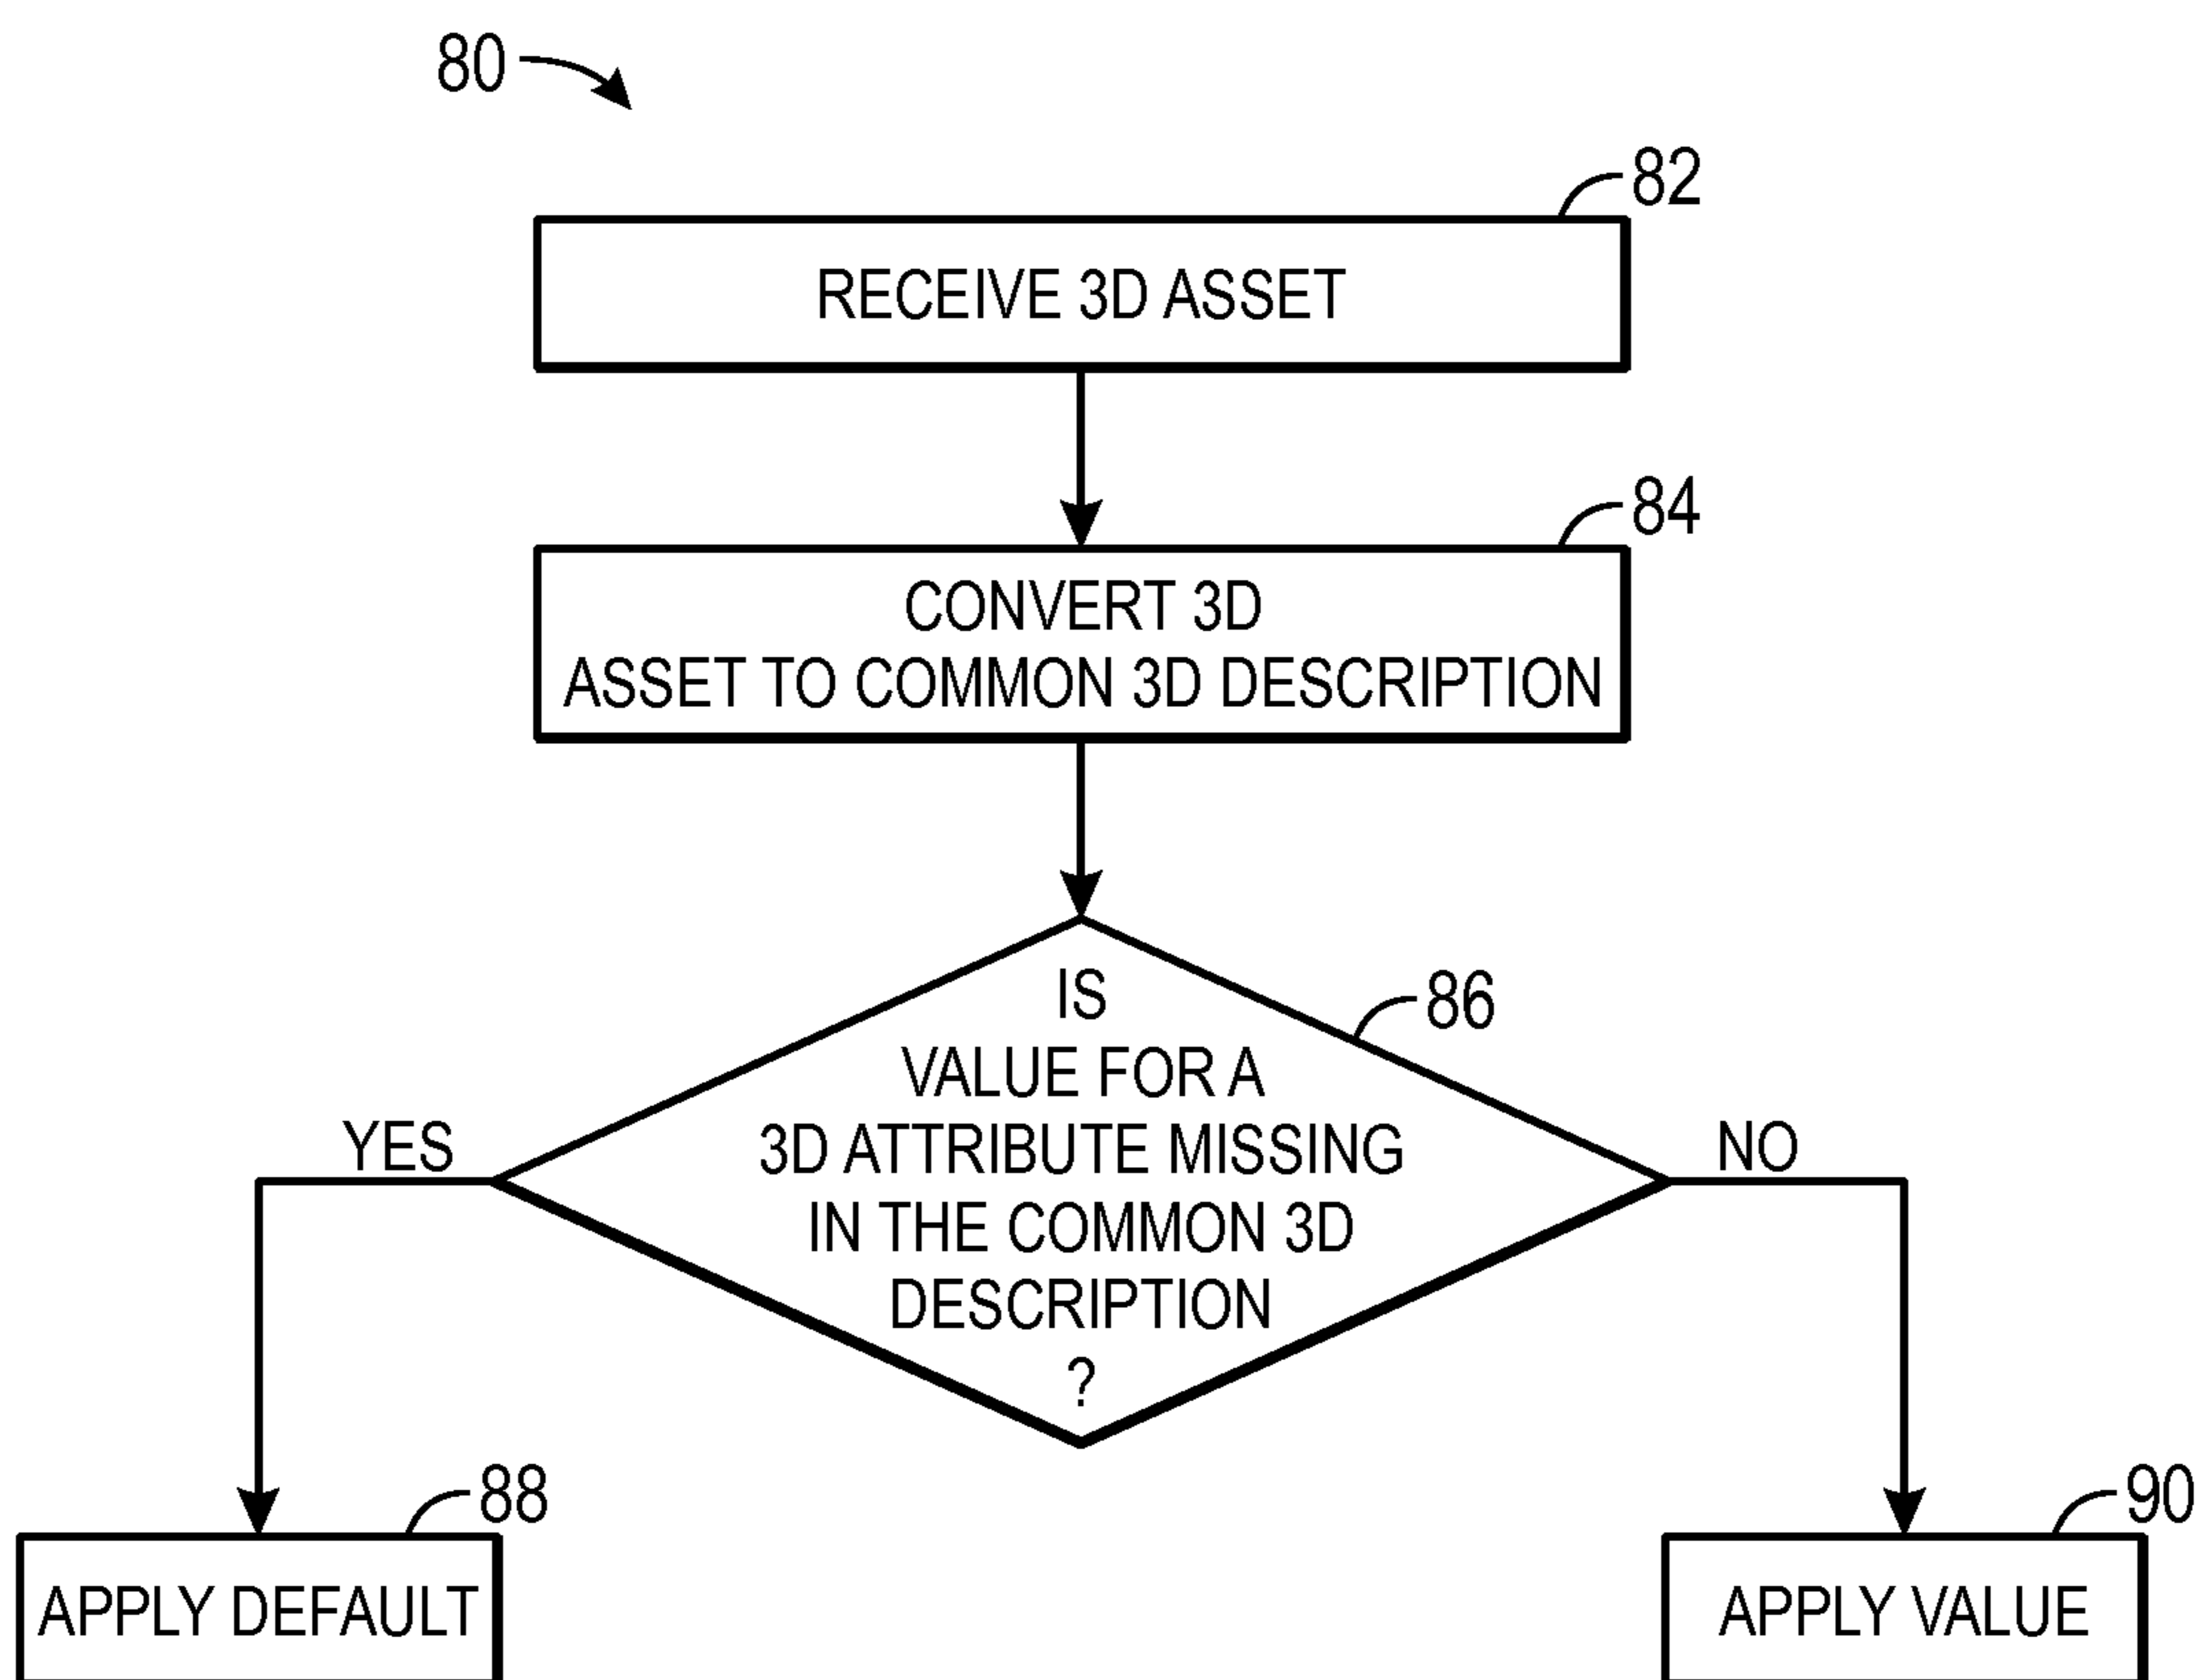 80
82
RECEIVE 3D ASSET
84
CONVERT 3D
ASSET TO COMMON 3D DESCRIPTION
86
IS
VALUE FOR A
3D ATTRIBUTE MISSING
IN THE COMMON 3D
DESCRIPTION
?
YES
NO
88
APPLY DEFAULT
90
APPLY VALUE